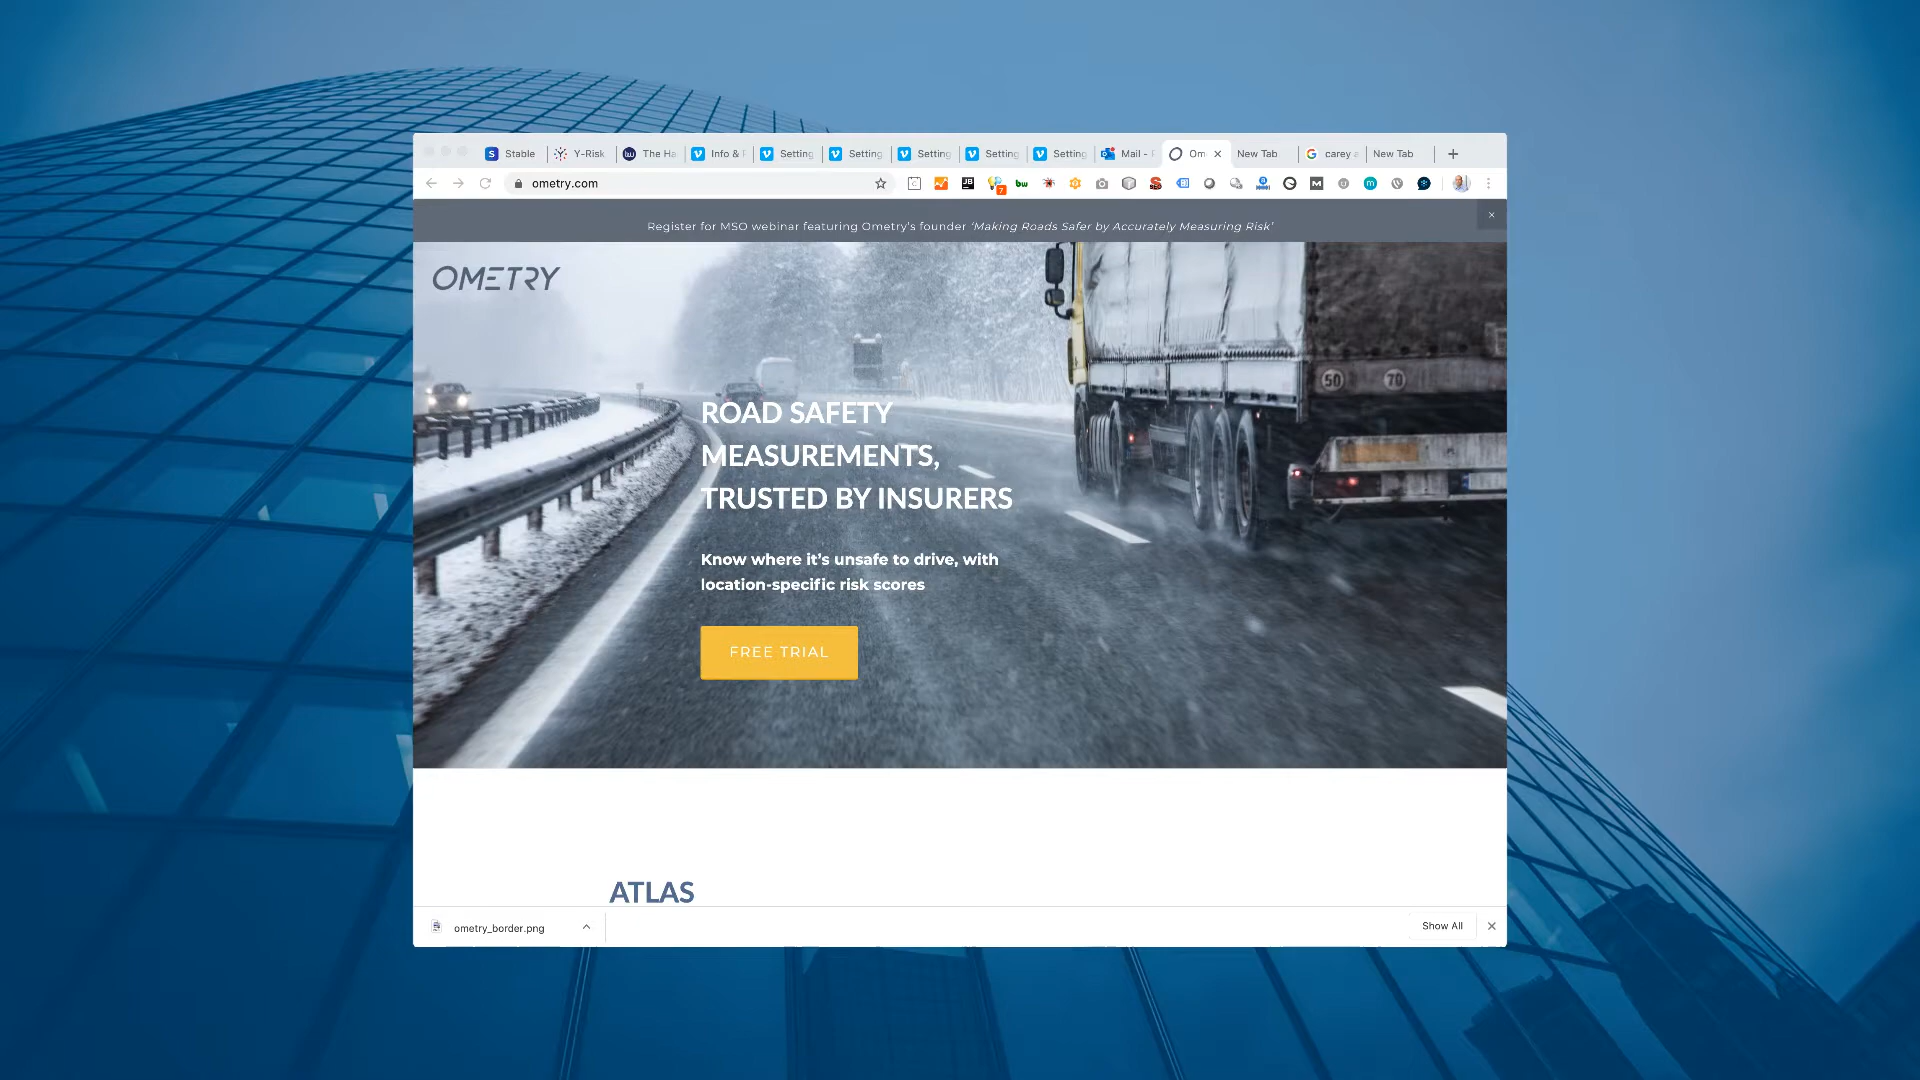 Stable
Y-Risk
The Ha
Info &
Setting
Setting
Setting
Setting
Setting
Mail -
Om
New Tab
carey a
New Tab
ometry.com
Register for MSO webinar featuring Ometry's founder ‘Making Roads Safer by Accurately Measuring Risk’
OMETRY
50 70
ROAD SAFETY
MEASUREMENTS,
TRUSTED BY INSURERS
Know where it’s unsafe to drive, with
location-specific risk scores
FREE TRIAL
ATLAS
ometry_border.png
Show All